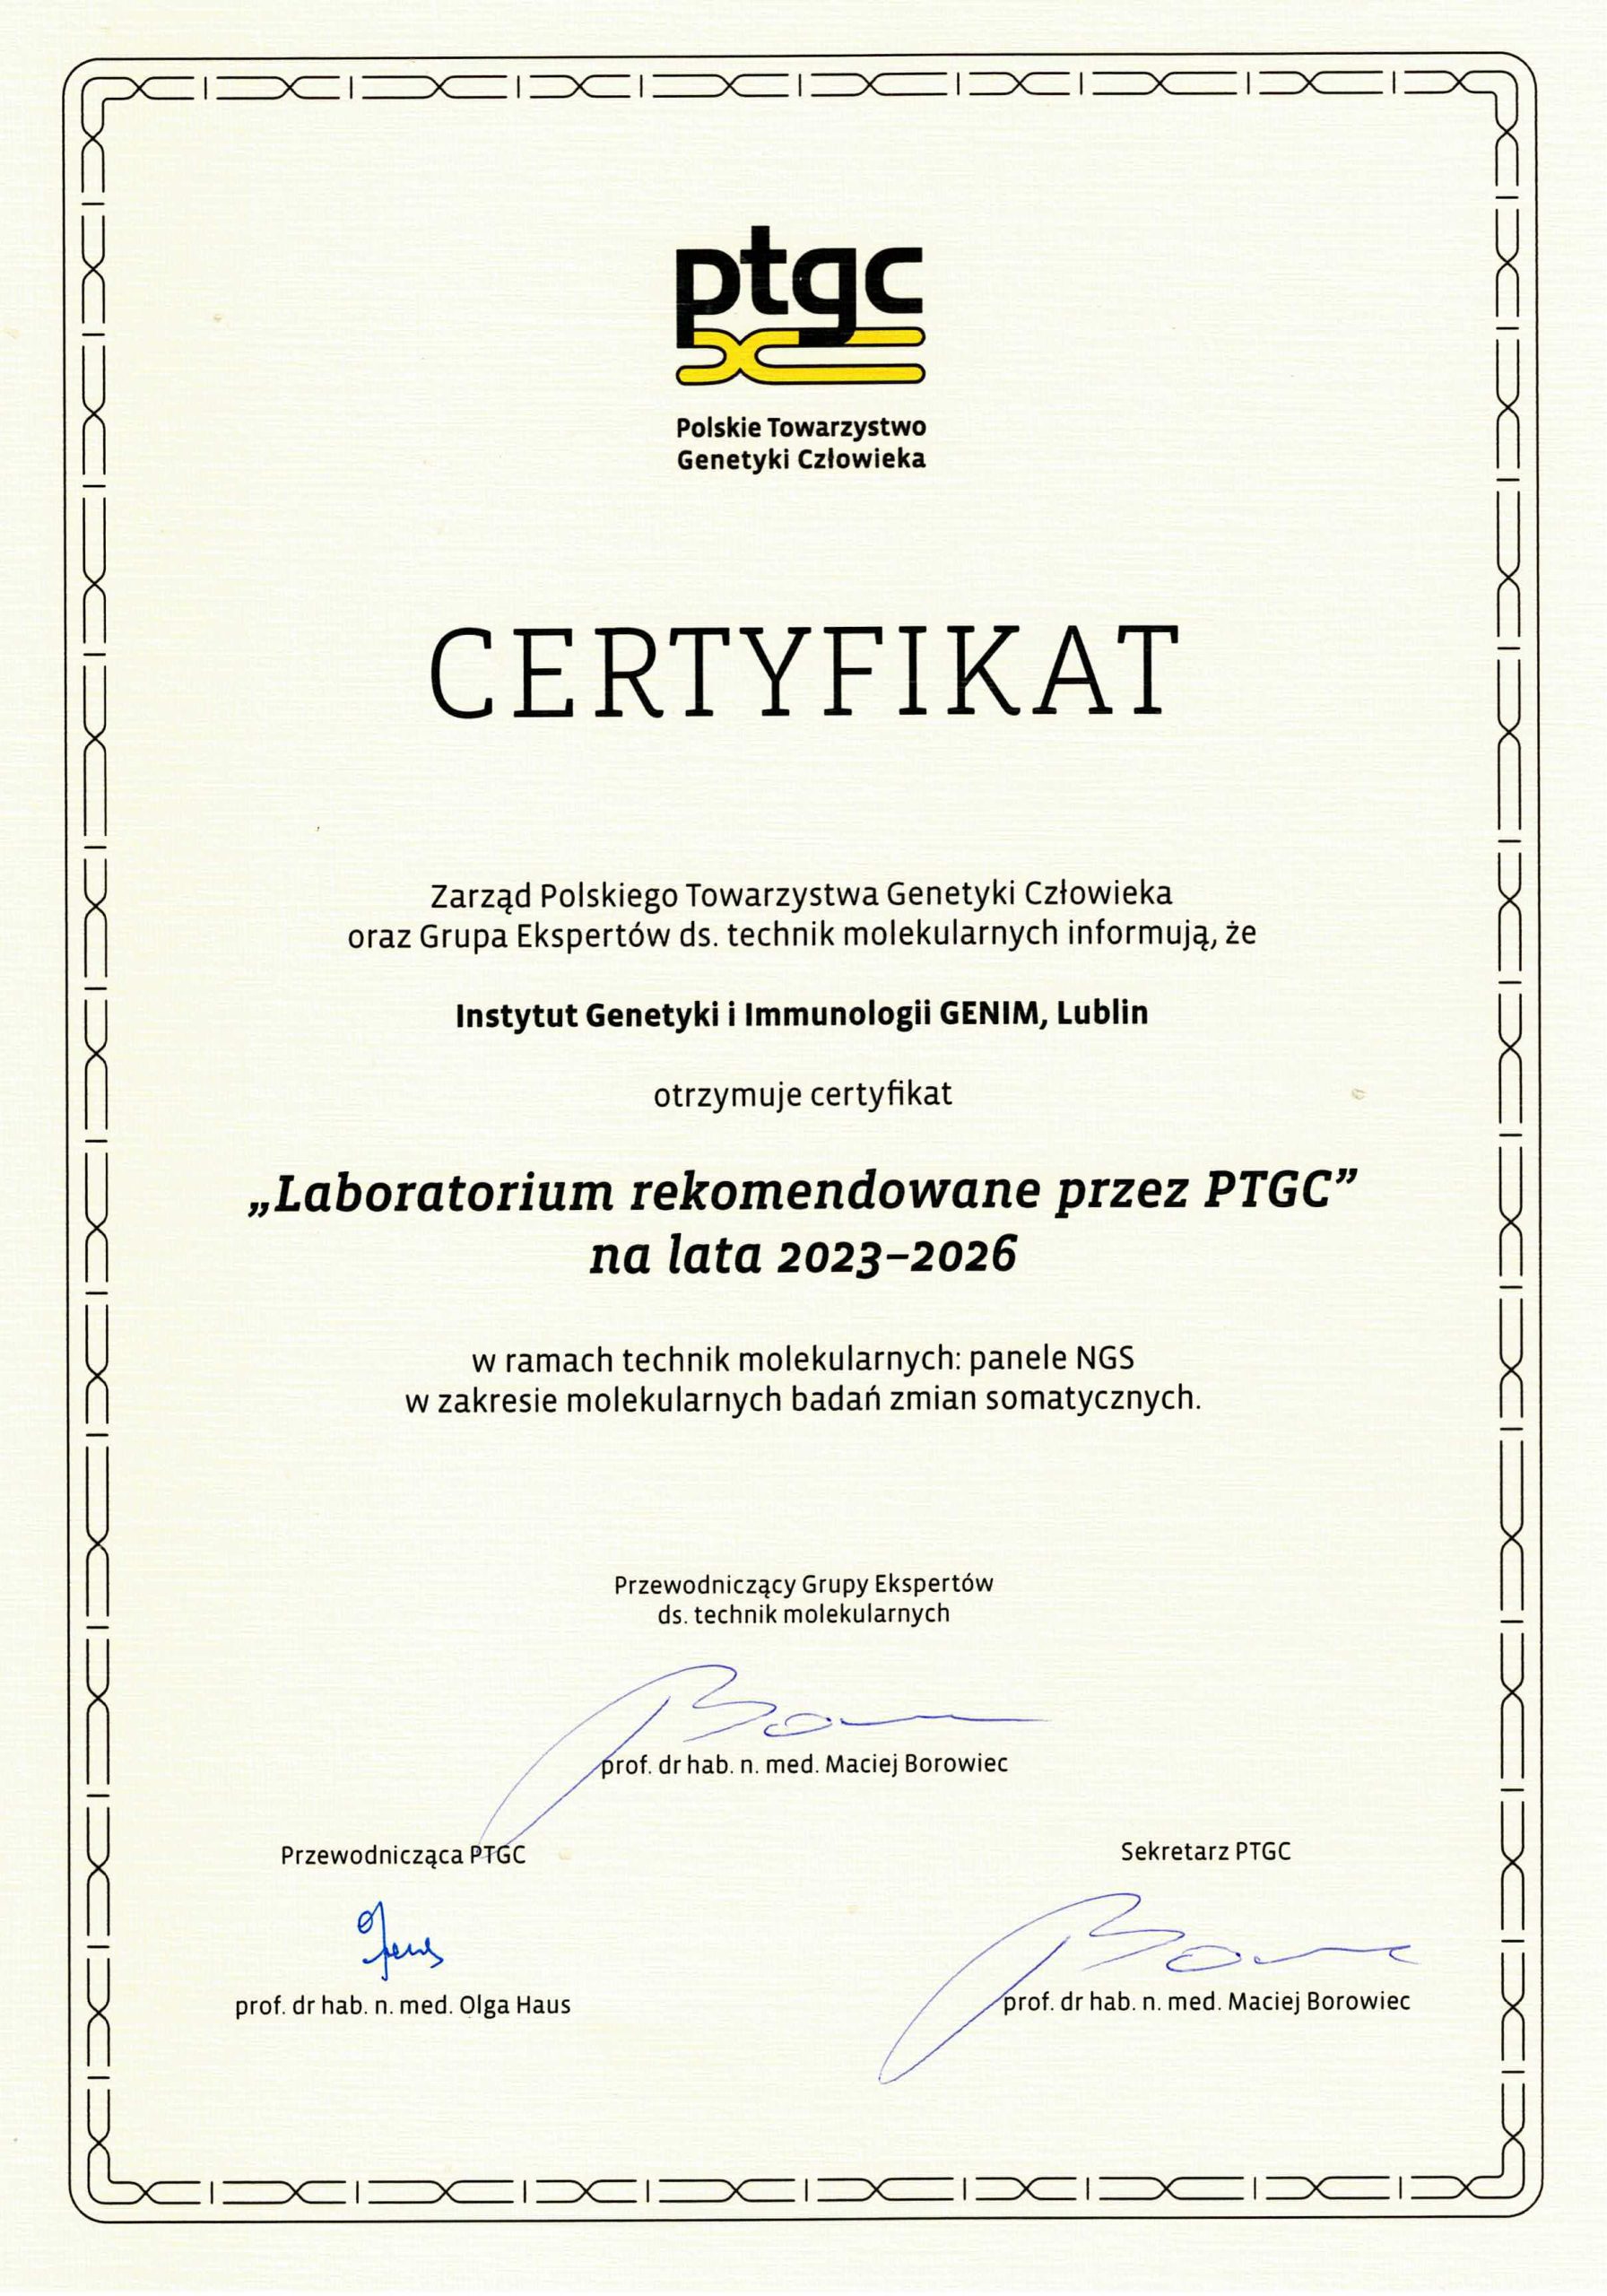 ptgc
Polskie Towarzystwo
Genetyki Człowieka
CERTYFIKAT
Zarząd Polskiego Towarzystwa Genetyki Człowieka
oraz Grupa Ekspertów ds. technik molekularnych informują, że
Instytut Genetyki i Immunologii GENIM, Lublin
otrzymuje certyfikat
„Laboratorium rekomendowane przez PTGC”
na lata 2023–2026
w ramach technik molekularnych: panele NGS
w zakresie molekularnych badań zmian somatycznych.
Przewodniczący Grupy Ekspertów
ds. technik molekularnych
prof. dr hab. n. med. Maciej Borowiec
Przewodnicząca PTGC
prof. dr hab. n. med. Olga Haus
Sekretarz PTGC
prof. dr hab. n. med. Maciej Borowiec